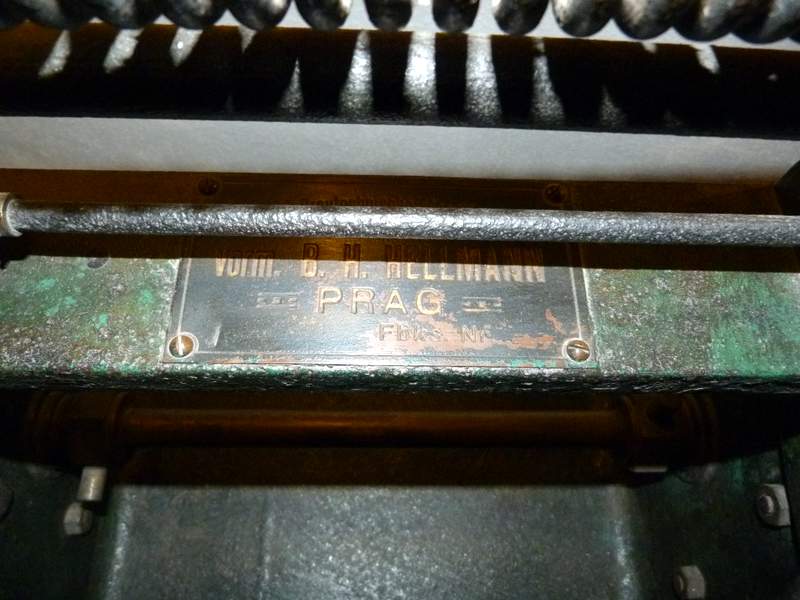 vorm. B. H. HELLMANN
PRAG
Fbks. Nr.